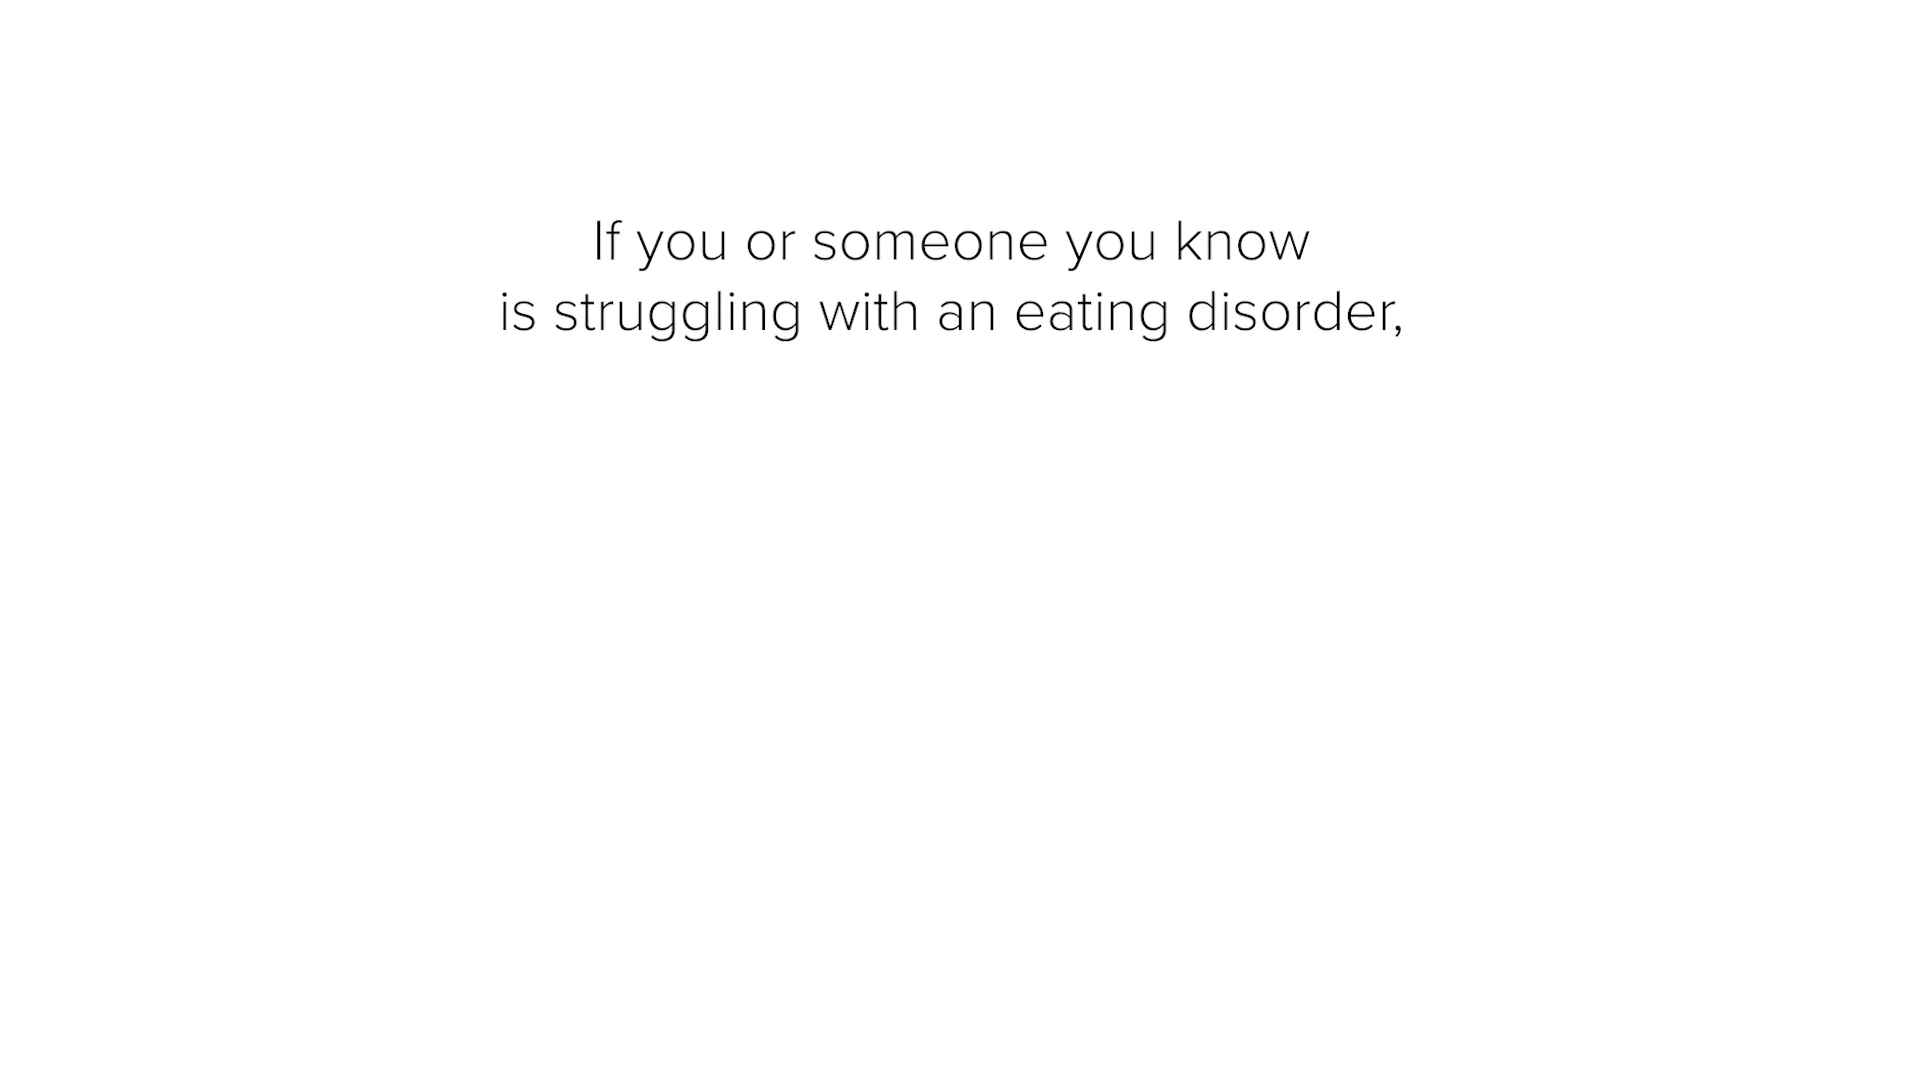 If you or someone you know
is struggling with an eating disorder,